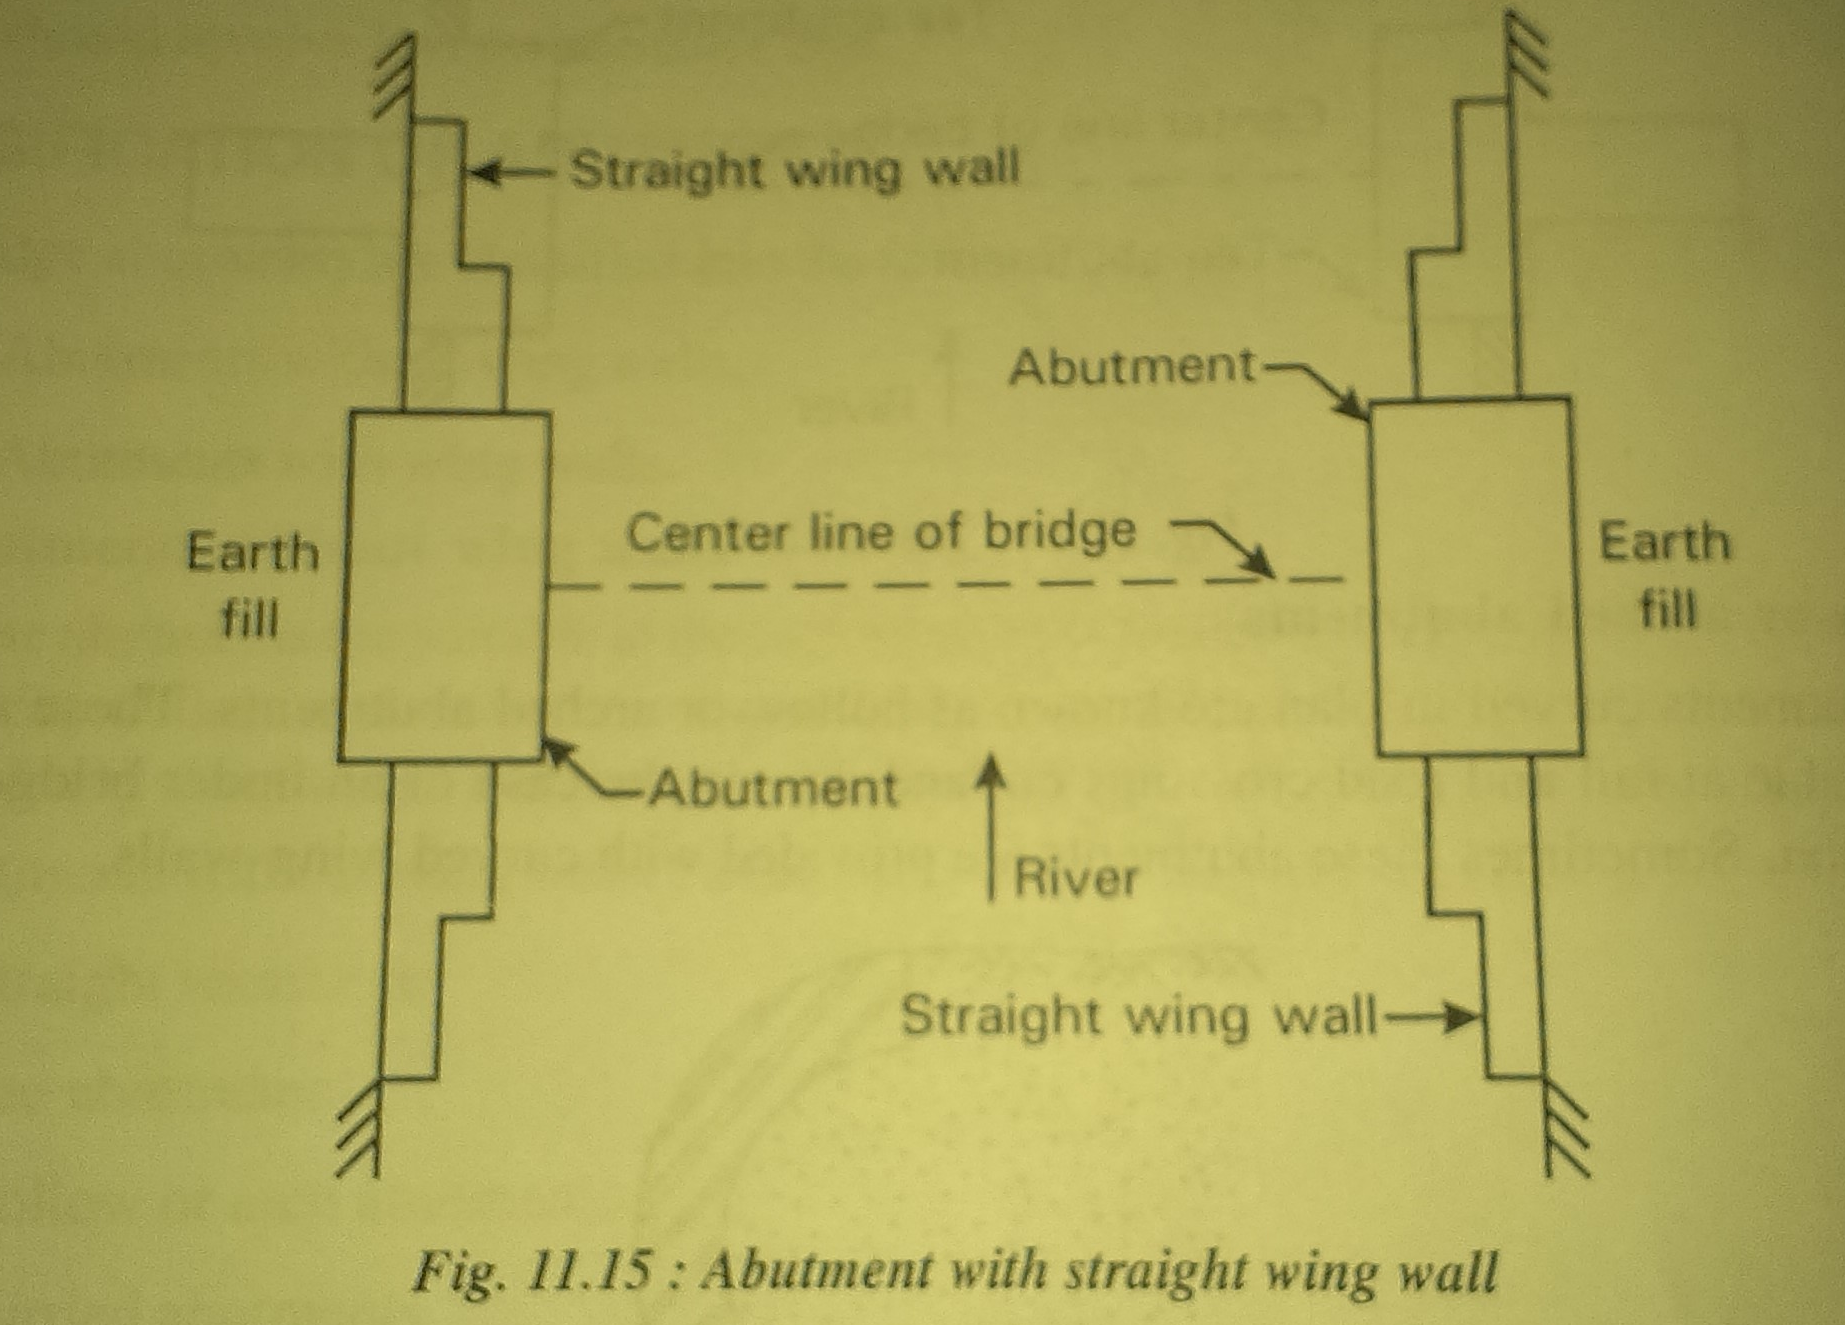 Straight wing wall
Abutment
Center line of bridge
Earth
fill
Earth
fill
Abutment
River
Straight wing wall
Fig. 11.15 : Abutment with straight wing wall